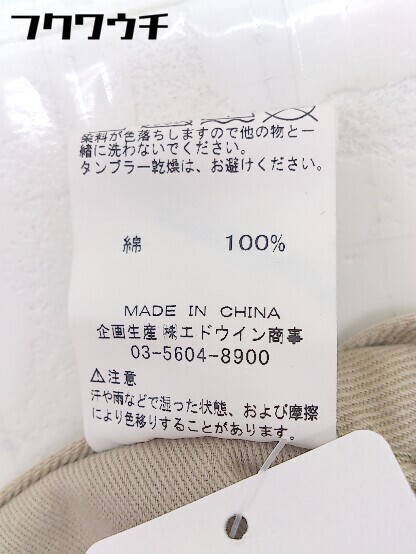 フクワウチ
染料が色落ちしますので他の物と一
緒に洗わないでください。
タンブラー乾燥は、お避けください。
綿 100%
MADE IN CHINA
企画生産 ㈱エドウイン商事
03-5604-8900
⚠注意
汗や雨などで湿った状態、および摩擦
により色移りすることがあります。